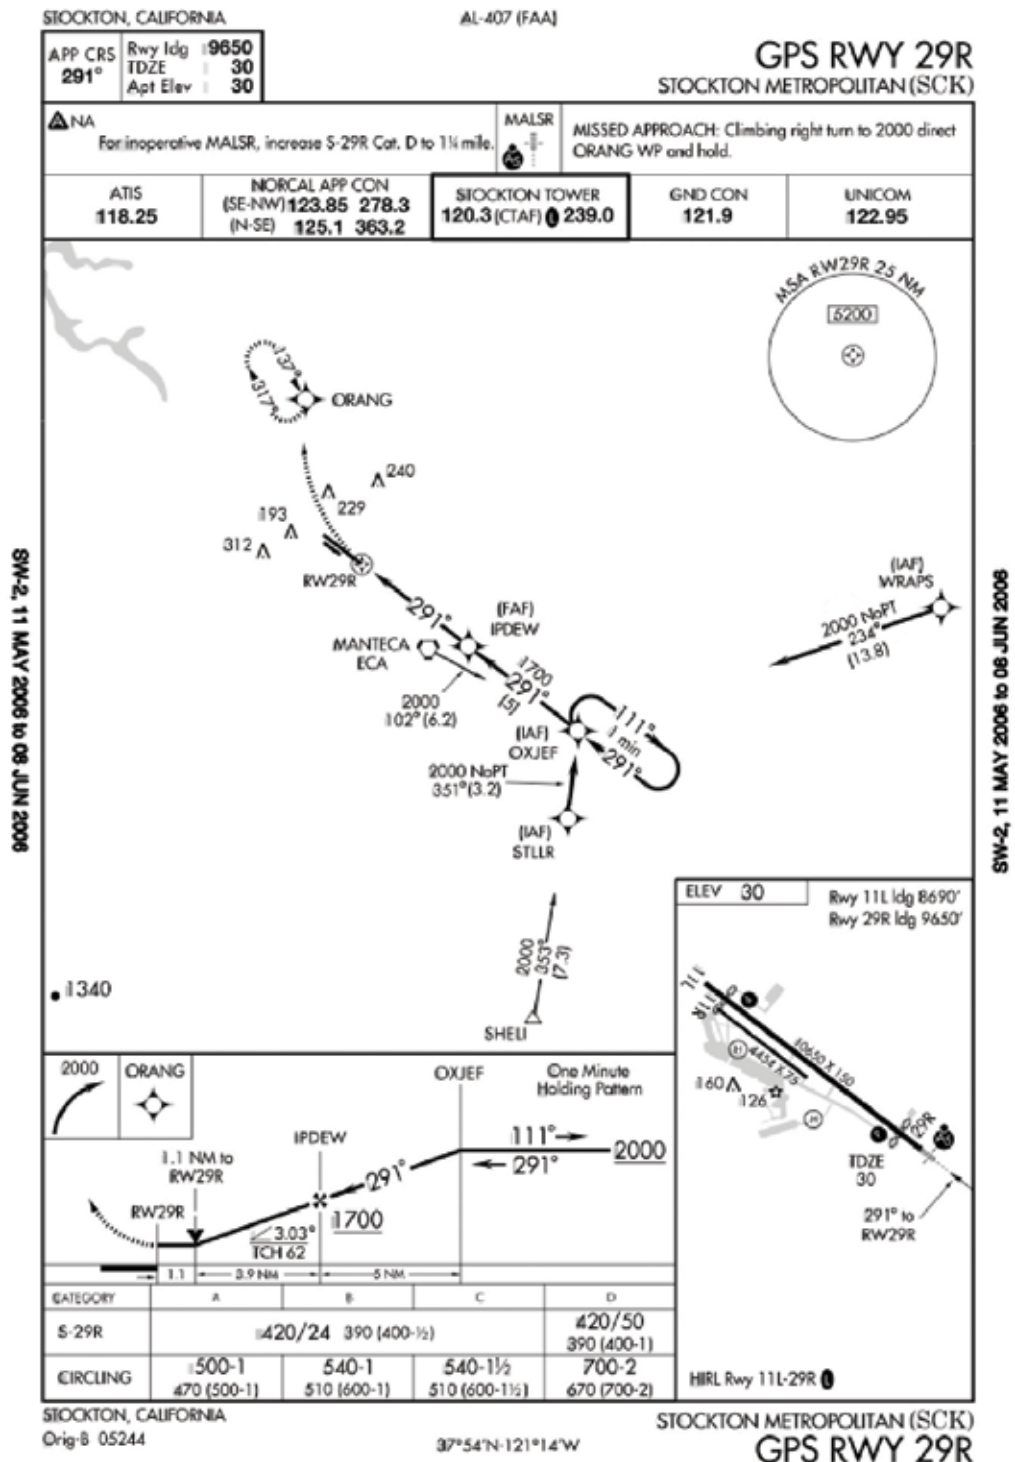 STOCKTON, CALIFORNIA
AL-407 (FAA)
APP CRS
291°
Rwy ldg 9650
TDZE 30
Apt Elev 30
GPS RWY 29R
STOCKTON METROPOLITAN (SCK)
A NA
For inoperative MALSR, increase S-29R Cat. D to 1¼ mile.
MALSR
MISSED APPROACH: Climbing right turn to 2000 direct
ORANG WP and hold.
ATIS
118.25
NORCAL APP CON
(SE-NW) 123.85 278.3
(N-SE) 125.1 363.2
STOCKTON TOWER
120.3 (CTAF) L 239.0
GND CON
121.9
UNICOM
122.95
MSA RW29R 25 NM
5200
137°
317°
ORANG
240
229
193
312
RW29R
291°
(FAF)
IPDEW
MANTECA
ECA
2000
102° (6.2)
1700
291°
(5)
(IAF)
OXJEF
111°
1 min
291°
(IAF)
WRAPS
2000 NoPT
234°
(13.8)
2000 NoPT
351° (3.2)
(IAF)
STLLR
2000
353°
(7.3)
SHELI
1340
SW-2, 11 MAY 2006 to 08 JUN 2006
SW-2, 11 MAY 2006 to 08 JUN 2006
ELEV 30
Rwy 11L ldg 8690'
Rwy 29R ldg 9650'
11L
11R
10650 X 150
4454 X 75
H
160
126
H
29R
TDZE
30
291° to
RW29R
HIRL Rwy 11L-29R L
2000
ORANG
OXJEF
One Minute
Holding Pattern
IPDEW
111°
291°
2000
1.1 NM to
RW29R
291°
RW29R
1700
3.03°
TCH 62
1.1
3.9 NM
5 NM
CATEGORY A B C D
S-29R 420/24 390 (400-½) 420/50
390 (400-1)
CIRCLING 500-1 540-1 540-1½ 700-2
470 (500-1) 510 (600-1) 510 (600-1½) 670 (700-2)
STOCKTON, CALIFORNIA
Orig-B 05244
37°54'N-121°14'W
STOCKTON METROPOLITAN (SCK)
GPS RWY 29R